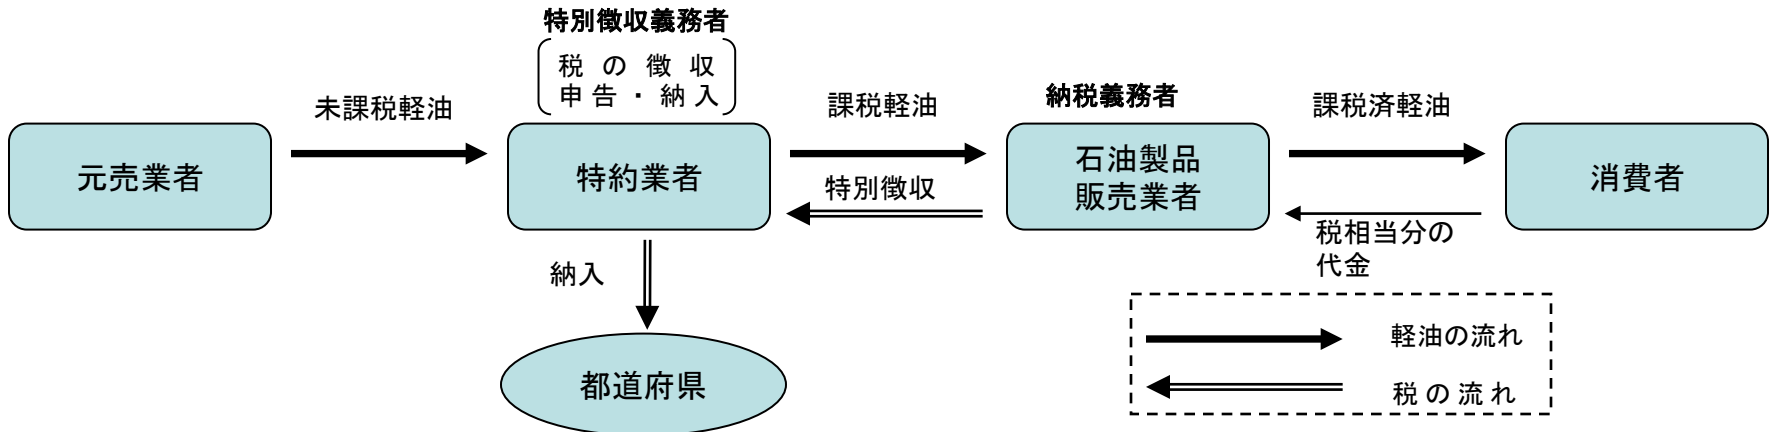 特別徴収義務者
税の徴収
申告・納入
未課税軽油
課税軽油
納税義務者
課税済軽油
元売業者
特約業者
特別徴収
石油製品
販売業者
消費者
税相当分の
代金
納入
都道府県
軽油の流れ
税の流れ